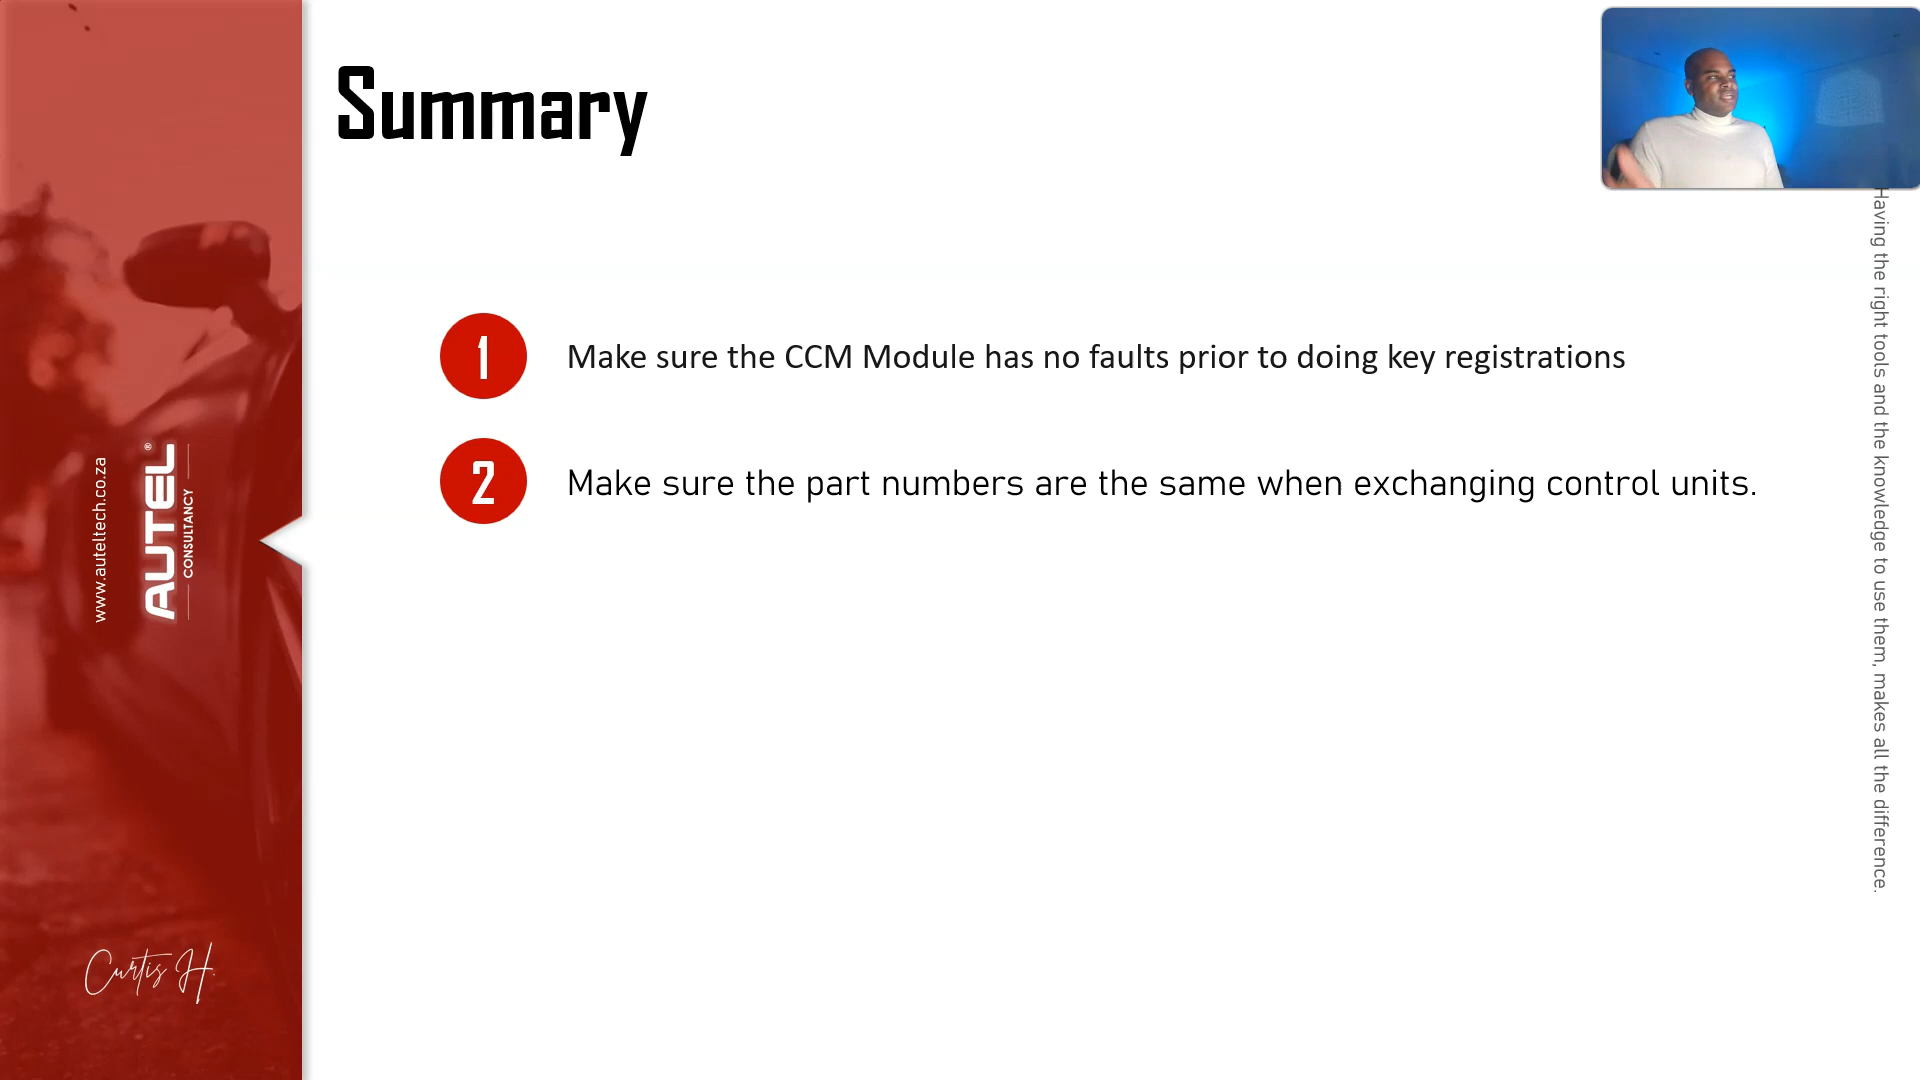 Summary
1
Make sure the CCM Module has no faults prior to doing key registrations
2
Make sure the part numbers are the same when exchanging control units.
www.auteltech.co.za
AUTEL®
CONSULTANCY
Curtis H.
Having the right tools and the knowledge to use them, makes all the difference.